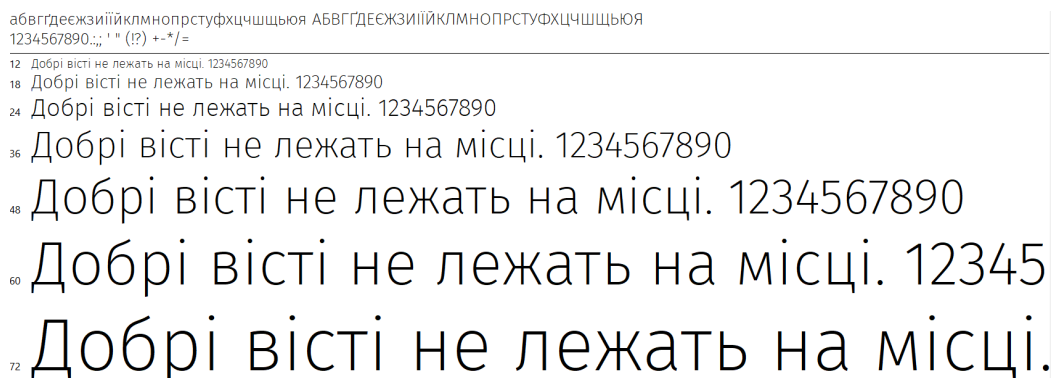 абвгґдеєжзиіїйклмнопрстуфхцчшщьюя АБВГҐДЕЄЖЗИІЇЙКЛМНОПРСТУФХЦЧШЩЬЮЯ
1234567890.:,; ' " (!?) +-*/=
12 Добрі вісті не лежать на місці. 1234567890
18 Добрі вісті не лежать на місці. 1234567890
24 Добрі вісті не лежать на місці. 1234567890
36 Добрі вісті не лежать на місці. 1234567890
48 Добрі вісті не лежать на місці. 1234567890
60 Добрі вісті не лежать на місці. 12345
72 Добрі вісті не лежать на місці.